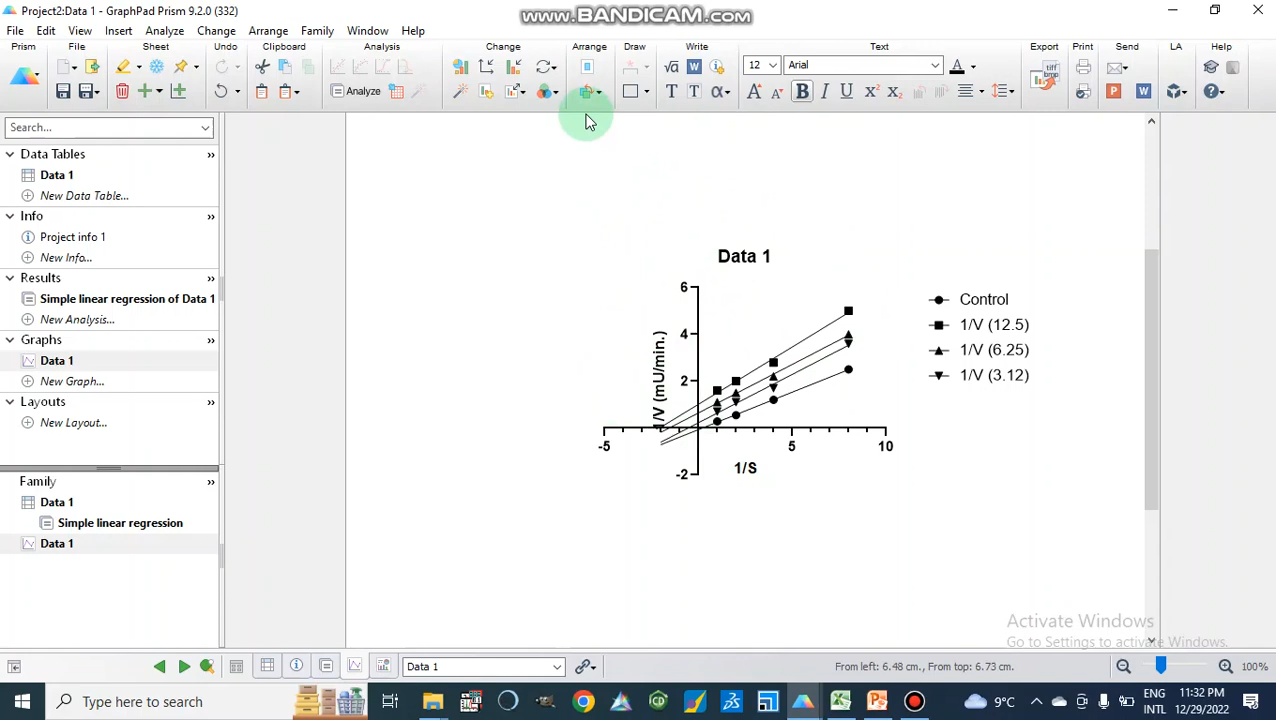 Project2:Data 1 - GraphPad Prism 9.2.0 (332)
www.BANDICAM.com
File Edit View Insert Analyze Change Arrange Family Window Help
Prism File Sheet Undo Clipboard Analysis Change Arrange Draw Write Text Export Print Send LA Help
12 Arial A
Analyze
T T α A A B I U X² X₂
tiff
bmp
P W
Search...
Data Tables
Data 1
New Data Table...
Info
Project info 1
New Info...
Results
Simple linear regression of Data 1
New Analysis...
Graphs
Data 1
New Graph...
Layouts
New Layout...
Family
Data 1
Simple linear regression
Data 1
Data 1
6
4
2
-2
-5
5
10
1/V (mU/min.)
1/S
Control
1/V (12.5)
1/V (6.25)
1/V (3.12)
Activate Windows
Go to Settings to activate Windows.
Data 1
From left: 6.48 cm., From top: 6.73 cm.
100%
Type here to search
9°C
ENG
INTL
11:32 PM
12/29/2022